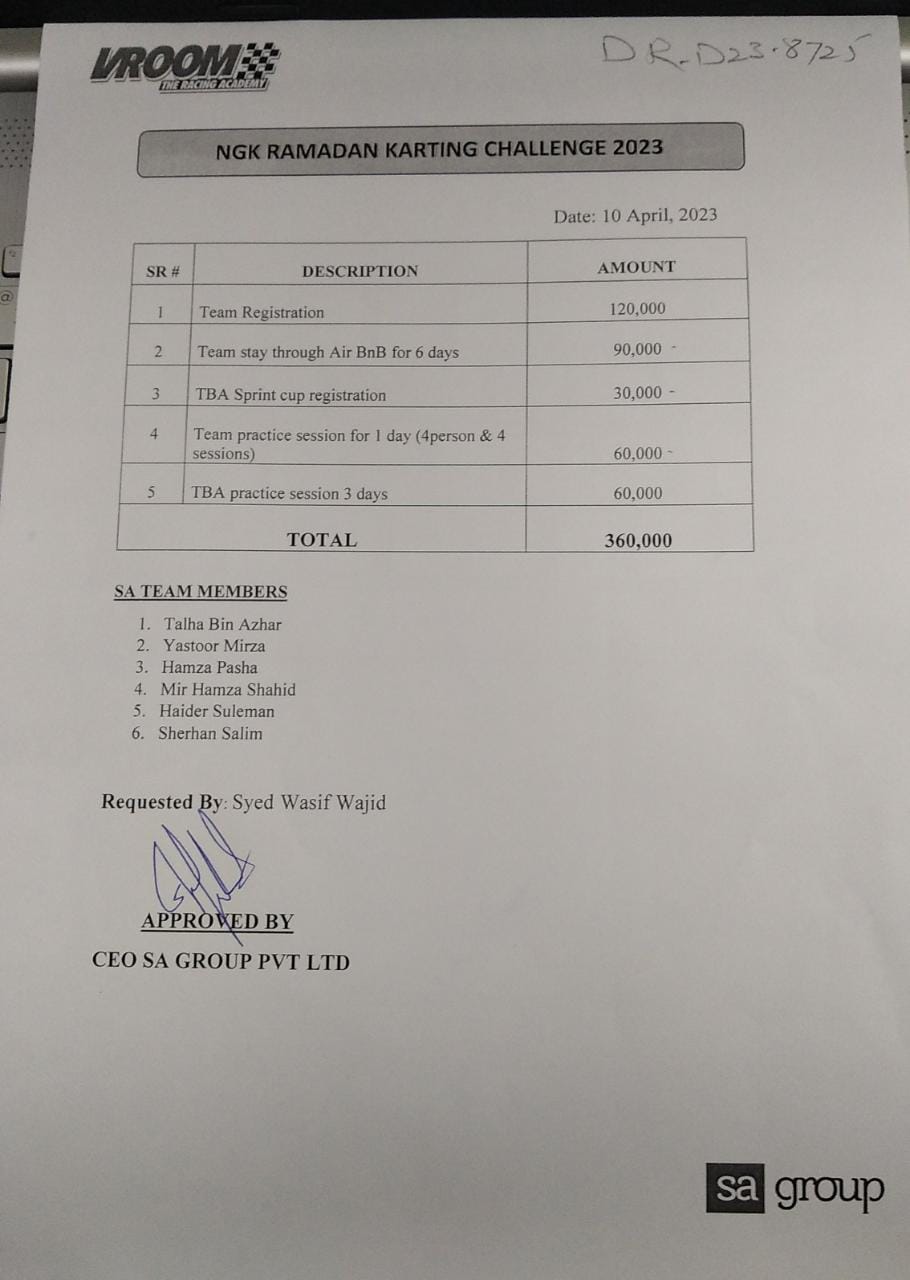 VROOM
THE RACING ACADEMY
DR-D23-8725
NGK RAMADAN KARTING CHALLENGE 2023
Date: 10 April, 2023
SR # DESCRIPTION AMOUNT
1 Team Registration 120,000
2 Team stay through Air BnB for 6 days 90,000 -
3 TBA Sprint cup registration 30,000 -
4 Team practice session for 1 day (4person & 4
sessions) 60,000 -
5 TBA practice session 3 days 60,000
TOTAL 360,000
SA TEAM MEMBERS
1. Talha Bin Azhar
2. Yastoor Mirza
3. Hamza Pasha
4. Mir Hamza Shahid
5. Haider Suleman
6. Sherhan Salim
Requested By: Syed Wasif Wajid
APPROVED BY
CEO SA GROUP PVT LTD
sa group